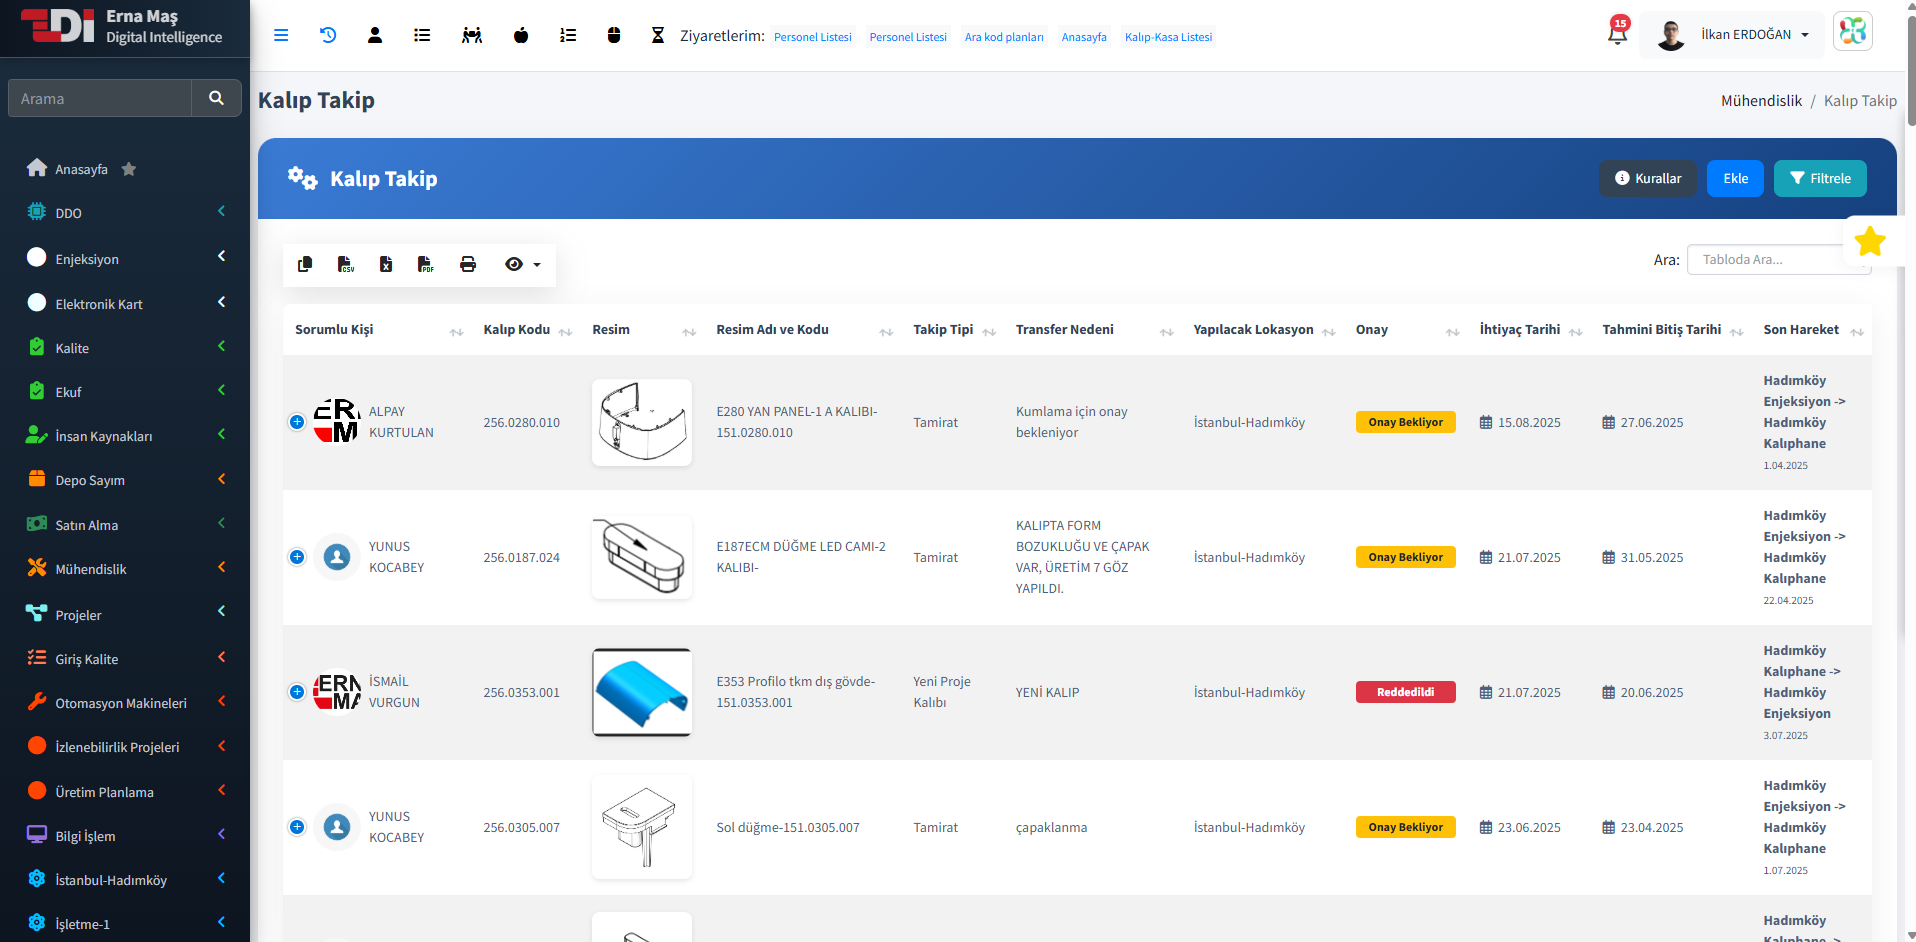 Erna Maş
Digital Intelligence
Ziyaretlerim: Personel Listesi Personel Listesi Ara kod planları Anasayfa Kalıp-Kasa Listesi
15
İlkan ERDOĞAN
Arama
Kalıp Takip
Mühendislik / Kalıp Takip
Anasayfa
DDO
Enjeksiyon
Elektronik Kart
Kalite
Ekuf
İnsan Kaynakları
Depo Sayım
Satın Alma
Mühendislik
Projeler
Giriş Kalite
Otomasyon Makineleri
İzlenebilirlik Projeleri
Üretim Planlama
Bilgi İşlem
İstanbul-Hadımköy
İşletme-1
Kalıp Takip
Kurallar
Ekle
Filtrele
CSV
PDF
Ara: Tabloda Ara...
Sorumlu Kişi Kalıp Kodu Resim Resim Adı ve Kodu Takip Tipi Transfer Nedeni Yapılacak Lokasyon Onay İhtiyaç Tarihi Tahmini Bitiş Tarihi Son Hareket
ALPAY
KURTULAN
256.0280.010
E280 YAN PANEL-1 A KALIBI-
151.0280.010
Tamirat
Kumlama için onay
bekleniyor
İstanbul-Hadımköy
Onay Bekliyor
15.08.2025
27.06.2025
Hadımköy
Enjeksiyon ->
Hadımköy
Kalıphane
1.04.2025
YUNUS
KOCABEY
256.0187.024
E187ECM DÜĞME LED CAMI-2
KALIBI-
Tamirat
KALIPTA FORM
BOZUKLUĞU VE ÇAPAK
VAR, ÜRETİM 7 GÖZ
YAPILDI.
İstanbul-Hadımköy
Onay Bekliyor
21.07.2025
31.05.2025
Hadımköy
Enjeksiyon ->
Hadımköy
Kalıphane
22.04.2025
İSMAİL
VURGUN
256.0353.001
E353 Profilo tkm dış gövde-
151.0353.001
Yeni Proje
Kalıbı
YENİ KALIP
İstanbul-Hadımköy
Reddedildi
21.07.2025
20.06.2025
Hadımköy
Kalıphane ->
Hadımköy
Enjeksiyon
3.07.2025
YUNUS
KOCABEY
256.0305.007
Sol düğme-151.0305.007
Tamirat
çapaklanma
İstanbul-Hadımköy
Onay Bekliyor
23.06.2025
23.04.2025
Hadımköy
Enjeksiyon ->
Hadımköy
Kalıphane
1.07.2025
Hadımköy
Kalıphane ->